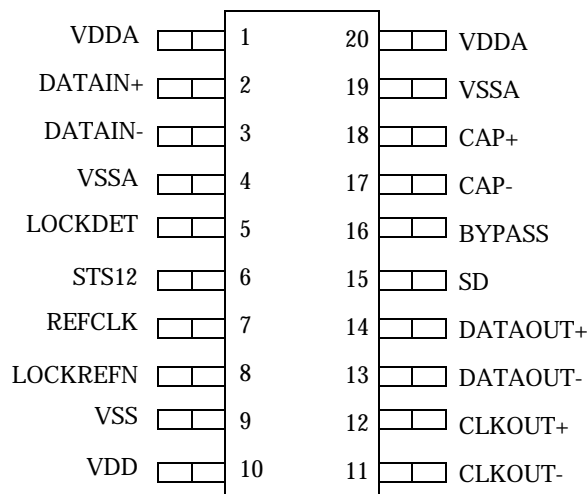 VDDA 1 20 VDDA
DATAIN+ 2 19 VSSA
DATAIN- 3 18 CAP+
VSSA 4 17 CAP-
LOCKDET 5 16 BYPASS
STS12 6 15 SD
REFCLK 7 14 DATAOUT+
LOCKREFN 8 13 DATAOUT-
VSS 9 12 CLKOUT+
VDD 10 11 CLKOUT-